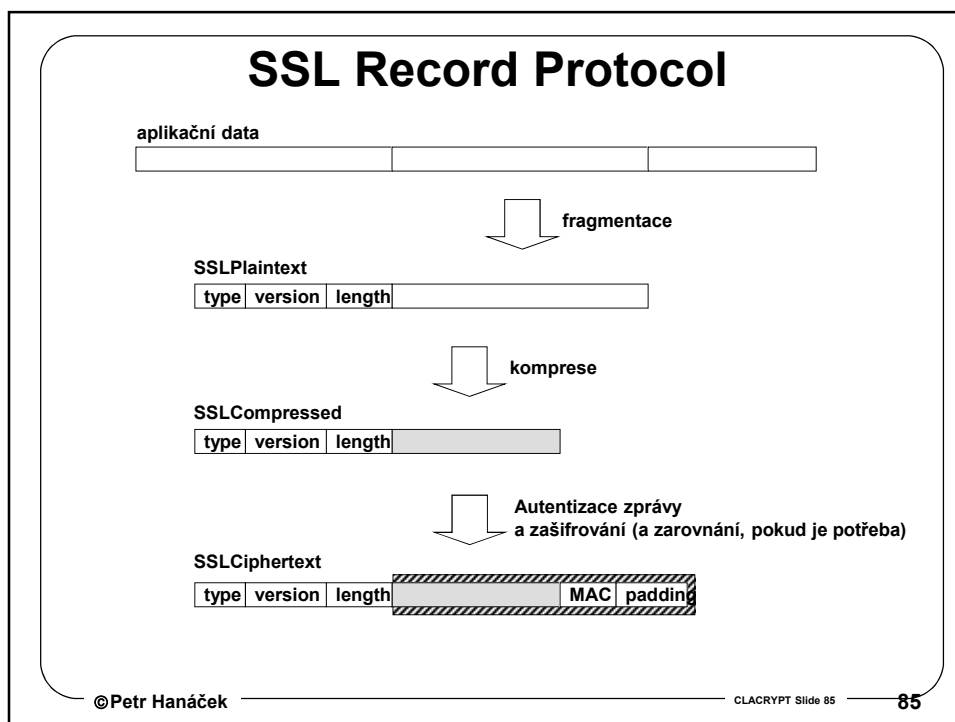 SSL Record Protocol
aplikační data
fragmentace
SSLPlaintext
type version length
komprese
SSLCompressed
type version length
Autentizace zprávy
a zašifrování (a zarovnání, pokud je potřeba)
SSLCiphertext
type version length MAC padding
©Petr Hanáček CLACRYPT Slide 85 85